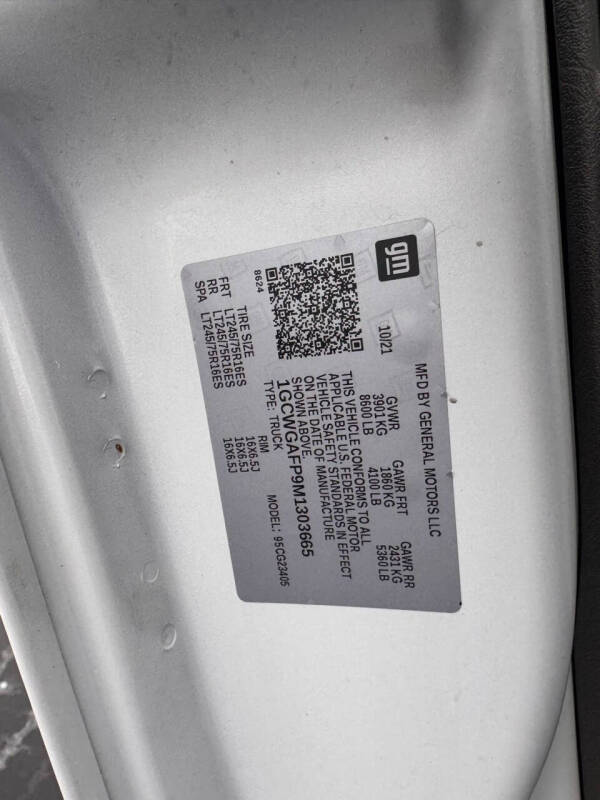 gm
10/21
MFD BY GENERAL MOTORS LLC
GVWR GAWR FRT GAWR RR
3901 KG 1860 KG 2431 KG
8600 LB 4100 LB 5360 LB
THIS VEHICLE CONFORMS TO ALL
APPLICABLE U.S. FEDERAL MOTOR
VEHICLE SAFETY STANDARDS IN EFFECT
ON THE DATE OF MANUFACTURE
SHOWN ABOVE.
1GCWGAFP9M1303665
TYPE: TRUCK MODEL: 95CG23405
8624
TIRE SIZE RIM
FRT LT245/75R16ES 16X6.5J
RR LT245/75R16ES 16X6.5J
SPA LT245/75R16ES 16X6.5J